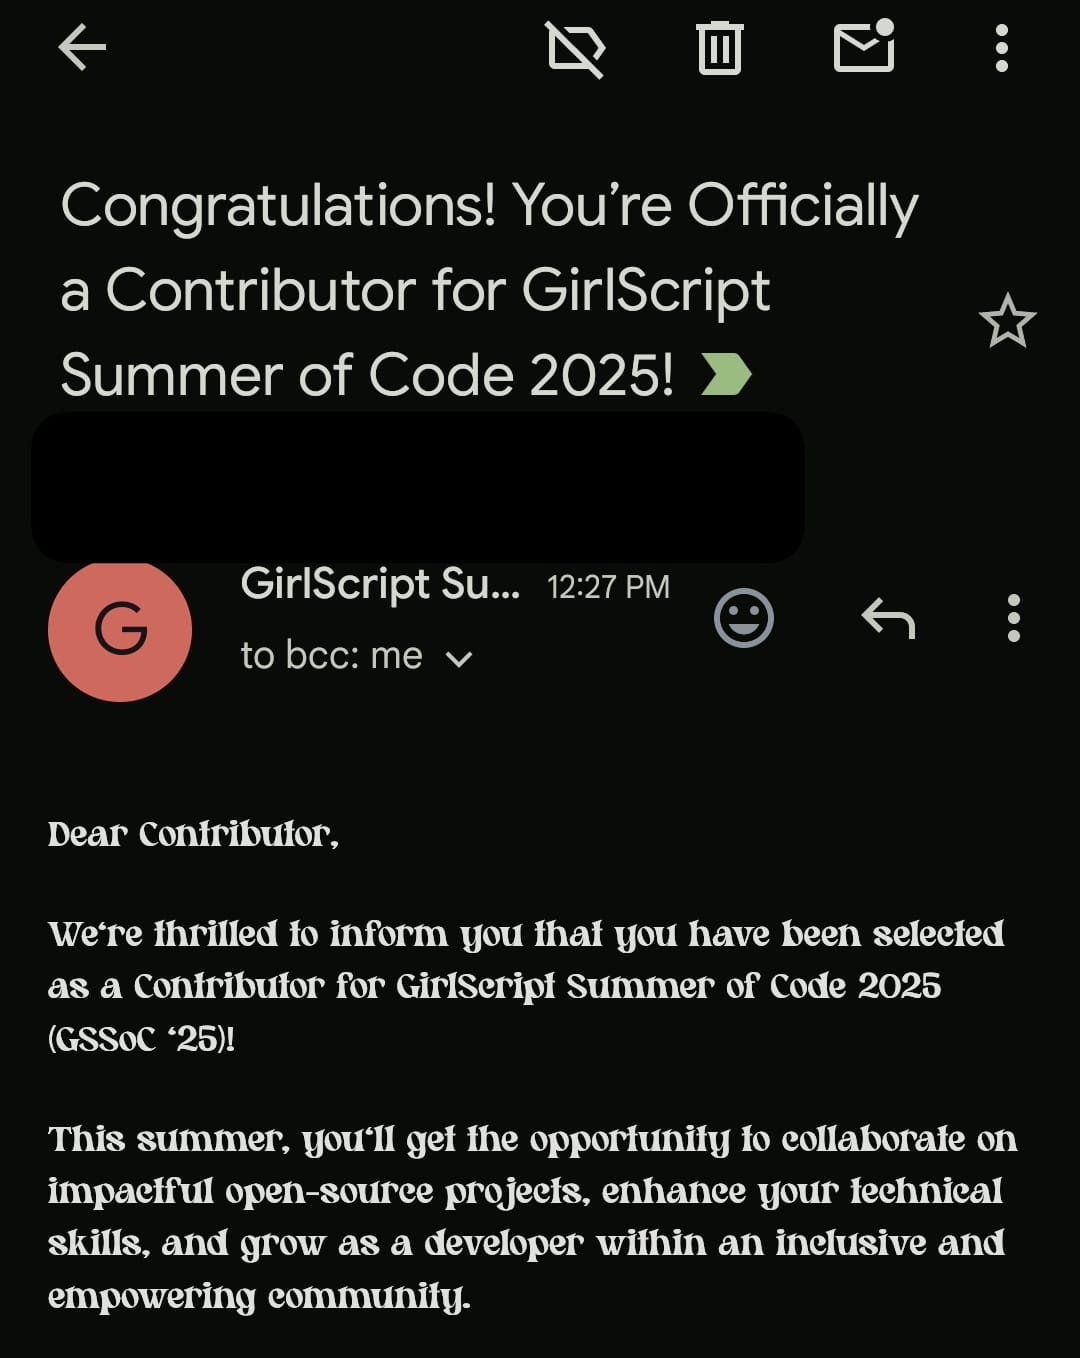 Congratulations! You’re Officially
a Contributor for GirlScript
Summer of Code 2025!
G
GirlScript Su... 12:27 PM
to bcc: me
Dear Contributor,
We‘re thrilled to inform you that you have been selected
as a Contributor for GirlScript Summer of Code 2025
(GSSoC ‘25)!
This summer, you‘ll get the opportunity to collaborate on
impactful open-source projects, enhance your technical
skills, and grow as a developer within an inclusive and
empowering community.